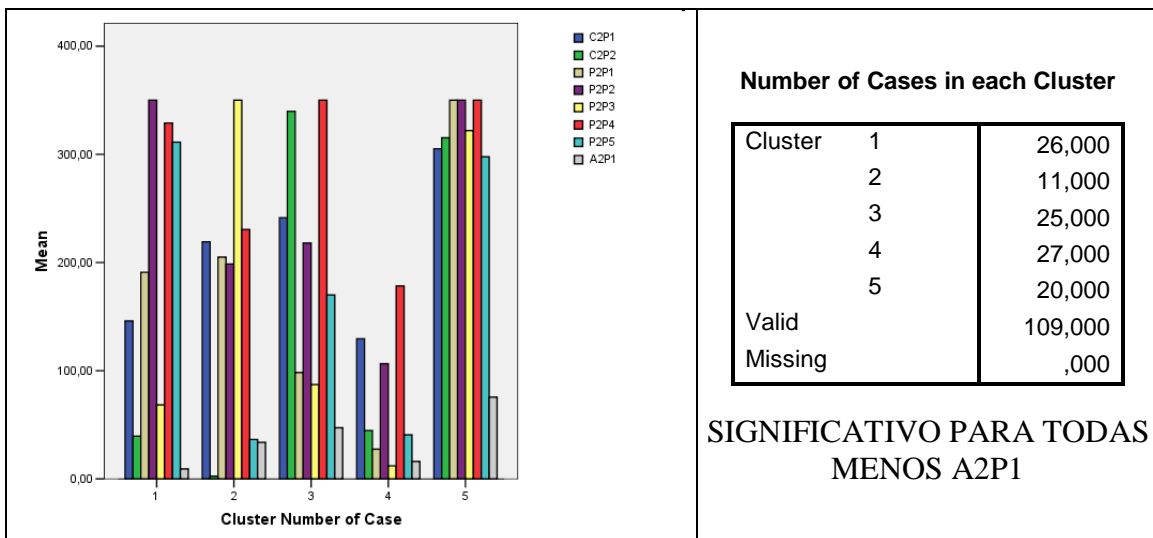 400,00
300,00
200,00
100,00
0,00
Mean
1 2 3 4 5
Cluster Number of Case
C2P1
C2P2
P2P1
P2P2
P2P3
P2P4
P2P5
A2P1
Number of Cases in each Cluster
Cluster 1 26,000
2 11,000
3 25,000
4 27,000
5 20,000
Valid 109,000
Missing ,000
SIGNIFICATIVO PARA TODAS
MENOS A2P1